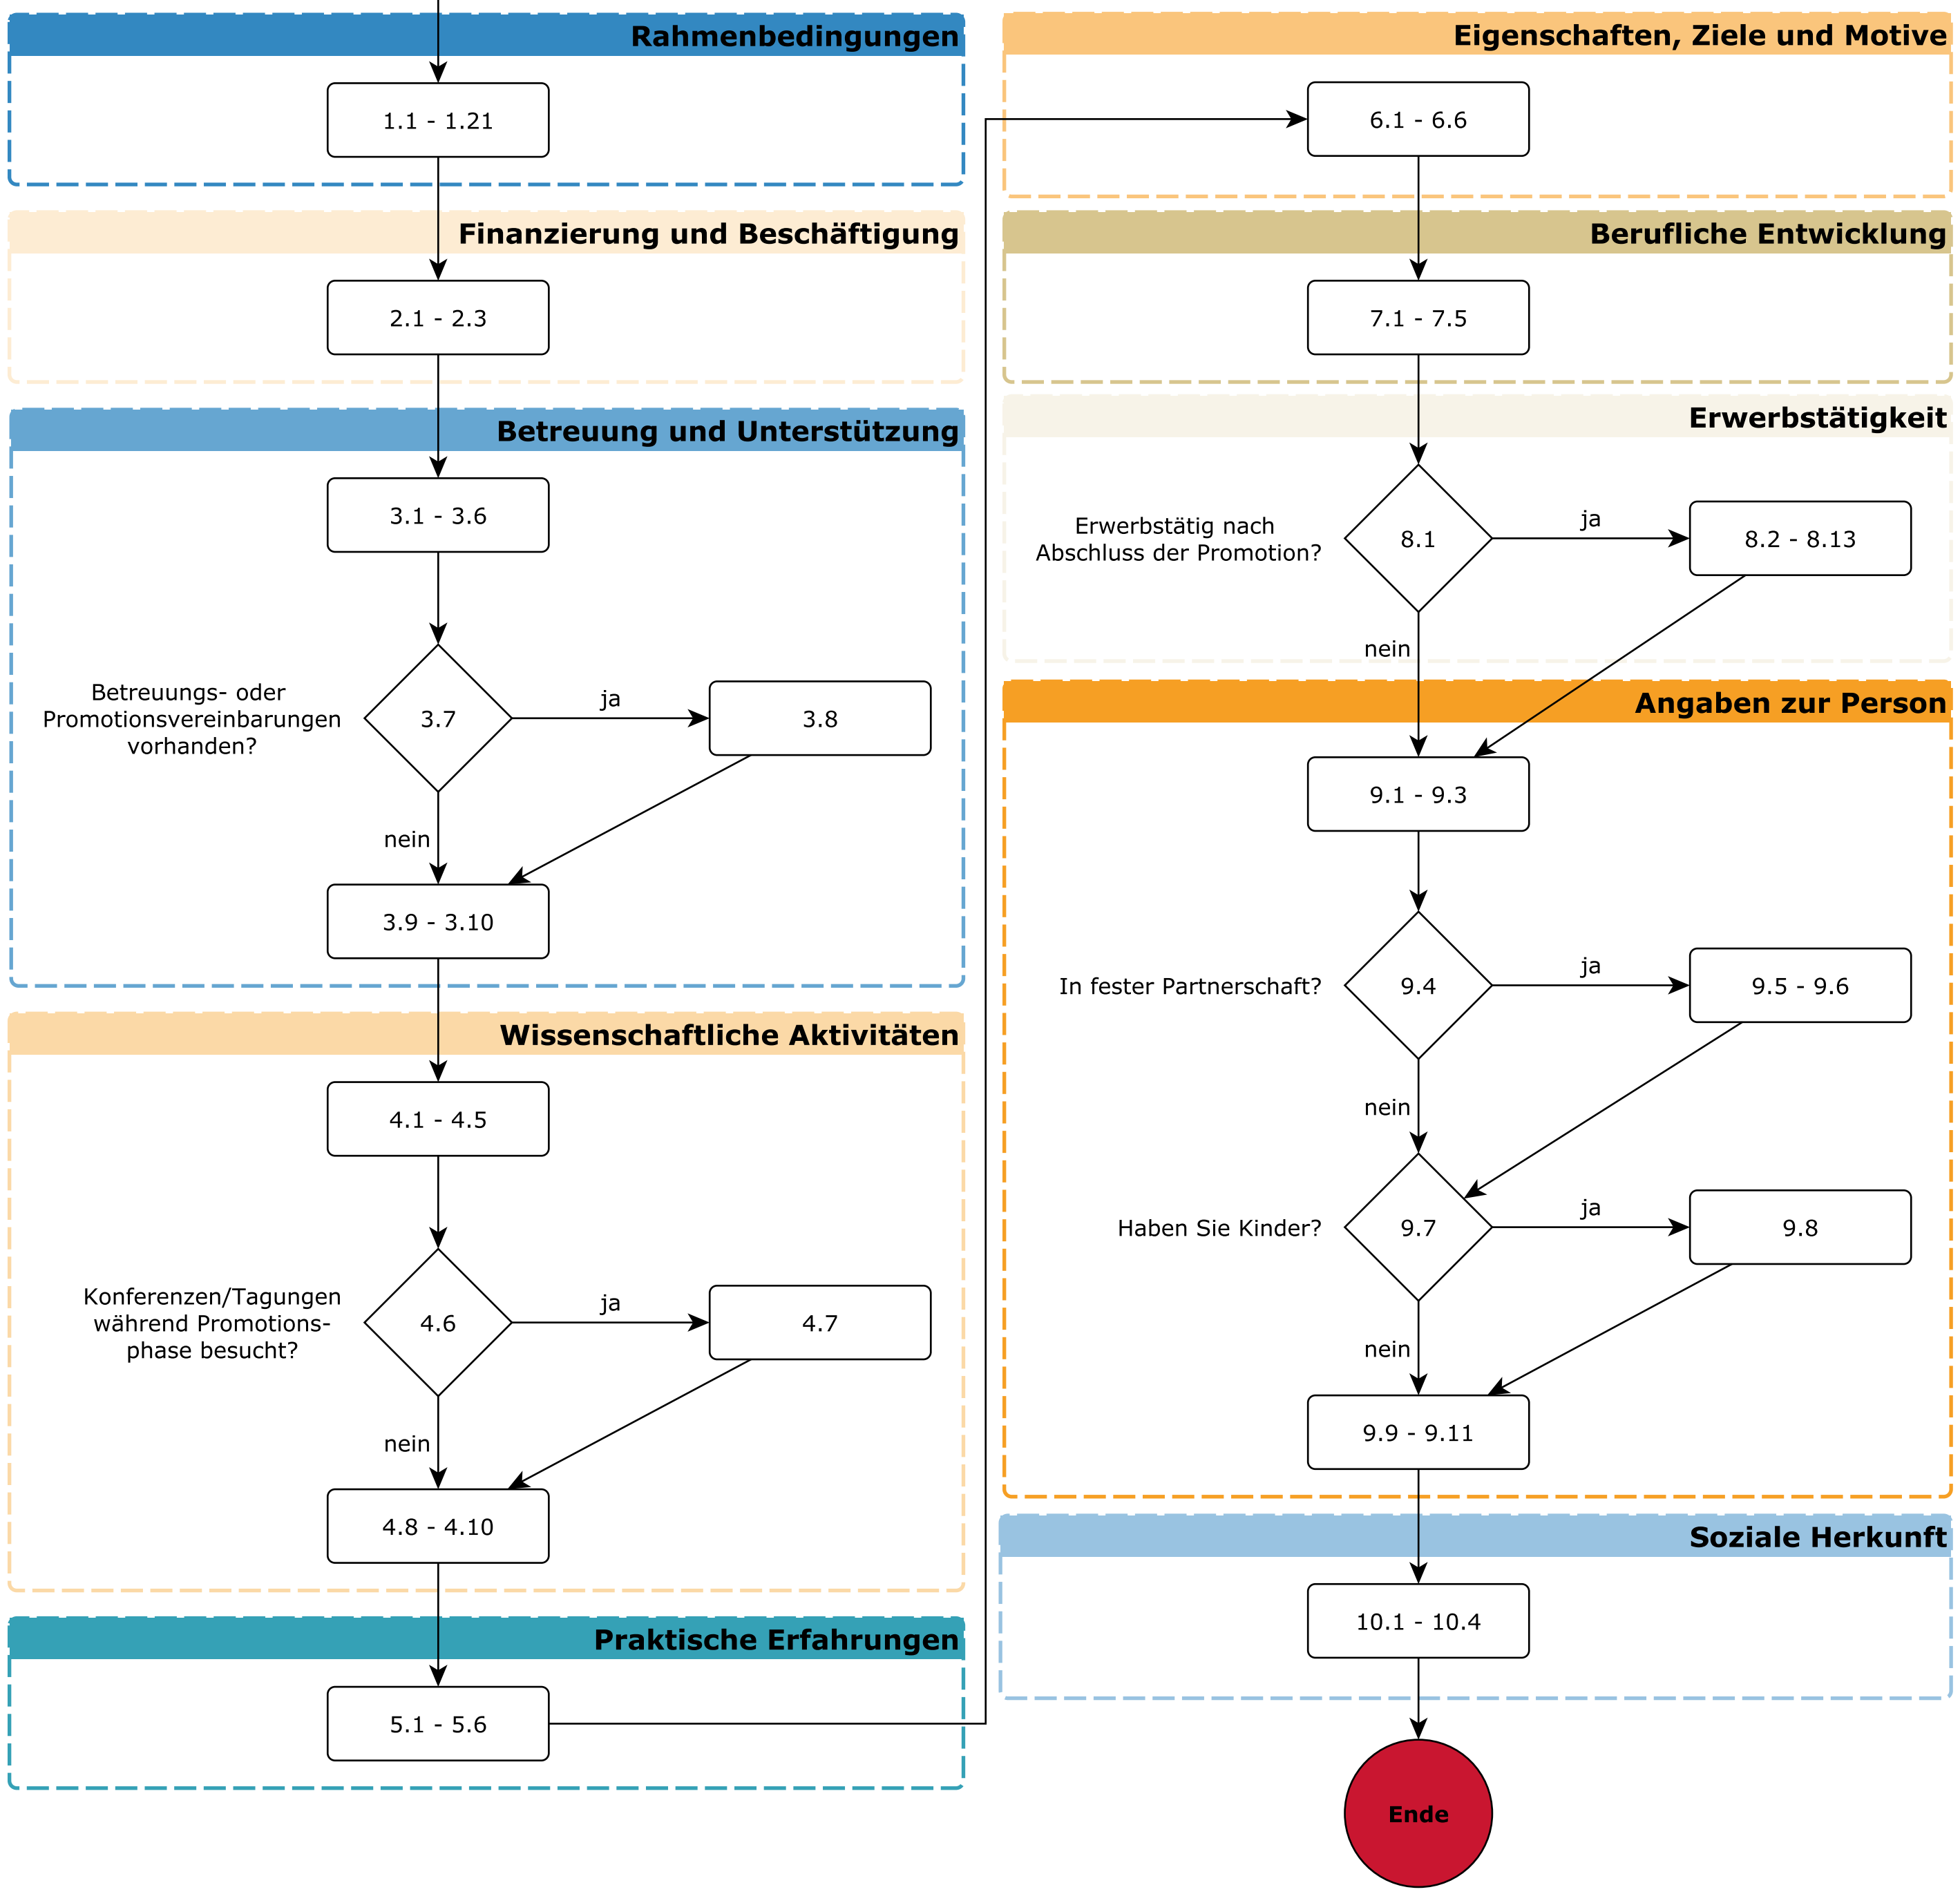 Rahmenbedingungen
1.1 - 1.21
Finanzierung und Beschäftigung
2.1 - 2.3
Betreuung und Unterstützung
3.1 - 3.6
Betreuungs- oder
Promotionsvereinbarungen
vorhanden?
3.7
ja
3.8
nein
3.9 - 3.10
Wissenschaftliche Aktivitäten
4.1 - 4.5
Konferenzen/Tagungen
während Promotions-
phase besucht?
4.6
ja
4.7
nein
4.8 - 4.10
Praktische Erfahrungen
5.1 - 5.6
Eigenschaften, Ziele und Motive
6.1 - 6.6
Berufliche Entwicklung
7.1 - 7.5
Erwerbstätigkeit
Erwerbstätig nach
Abschluss der Promotion?
8.1
ja
8.2 - 8.13
nein
Angaben zur Person
9.1 - 9.3
In fester Partnerschaft?
9.4
ja
9.5 - 9.6
nein
Haben Sie Kinder?
9.7
ja
9.8
nein
9.9 - 9.11
Soziale Herkunft
10.1 - 10.4
Ende